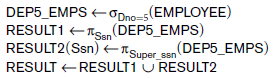 DEP5_EMPS ← σDno=5(EMPLOYEE)
RESULT1 ← πSsn(DEP5_EMPS)
RESULT2(Ssn) ← πSuper_ssn(DEP5_EMPS)
RESULT ← RESULT1 ∪ RESULT2